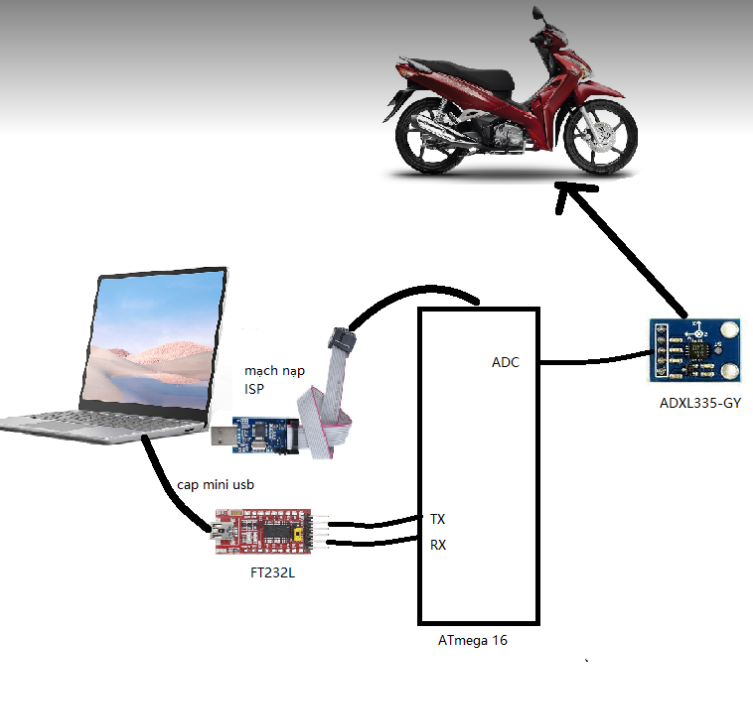 mạch nạp
ISP
ADC
ADXL335-GY
cap mini usb
TX
RX
FT232L
ATmega 16